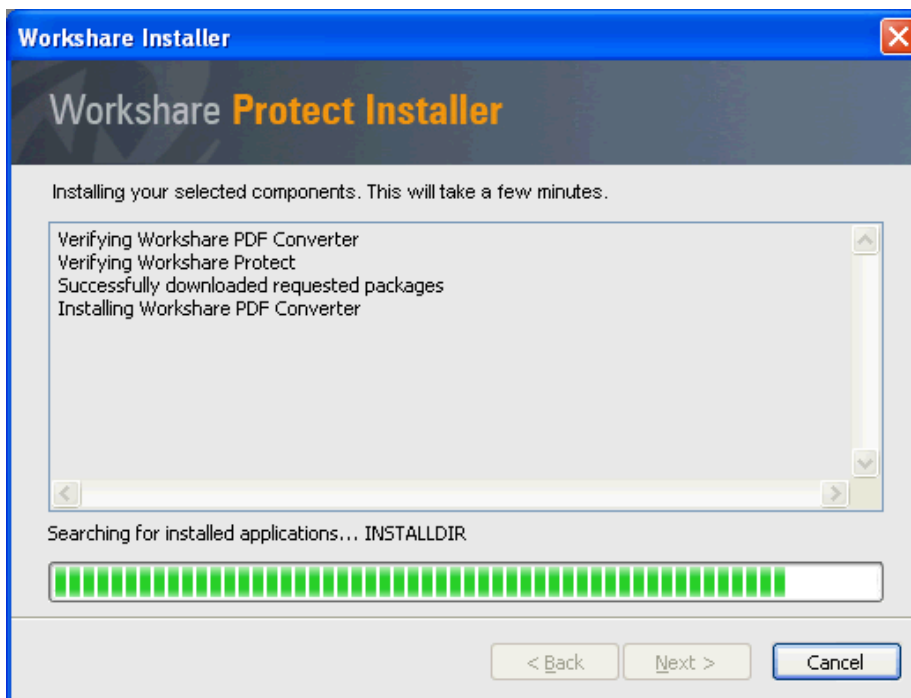 Workshare Installer
Workshare Protect Installer
Installing your selected components. This will take a few minutes.
Verifying Workshare PDF Converter
Verifying Workshare Protect
Successfully downloaded requested packages
Installing Workshare PDF Converter
Searching for installed applications... INSTALLDIR
< Back
Next >
Cancel